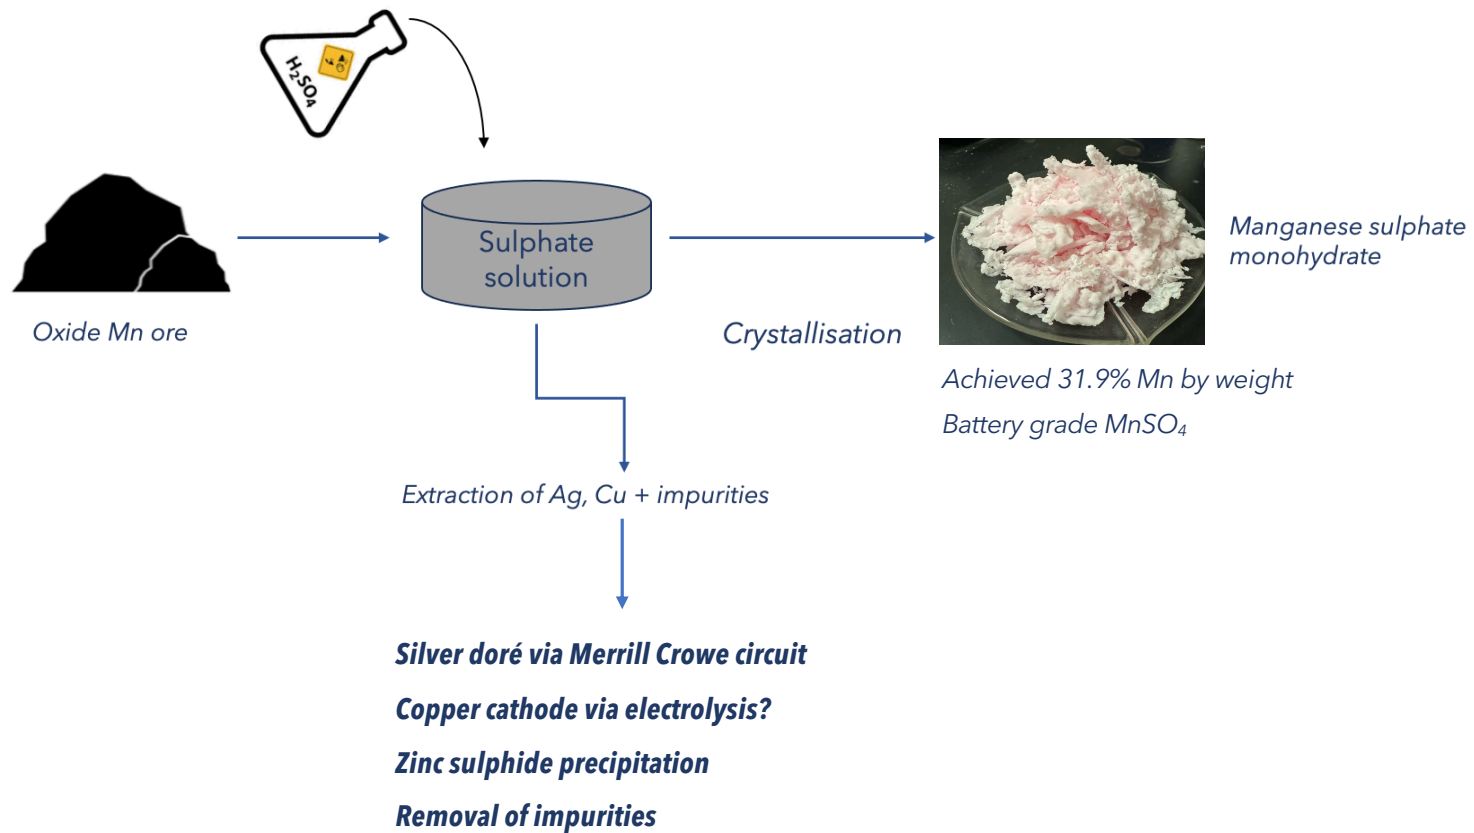 H₂SO₄
Sulphate
solution
Oxide Mn ore
Crystallisation
Manganese sulphate
monohydrate
Achieved 31.9% Mn by weight
Battery grade MnSO₄
Extraction of Ag, Cu + impurities
Silver doré via Merrill Crowe circuit
Copper cathode via electrolysis?
Zinc sulphide precipitation
Removal of impurities